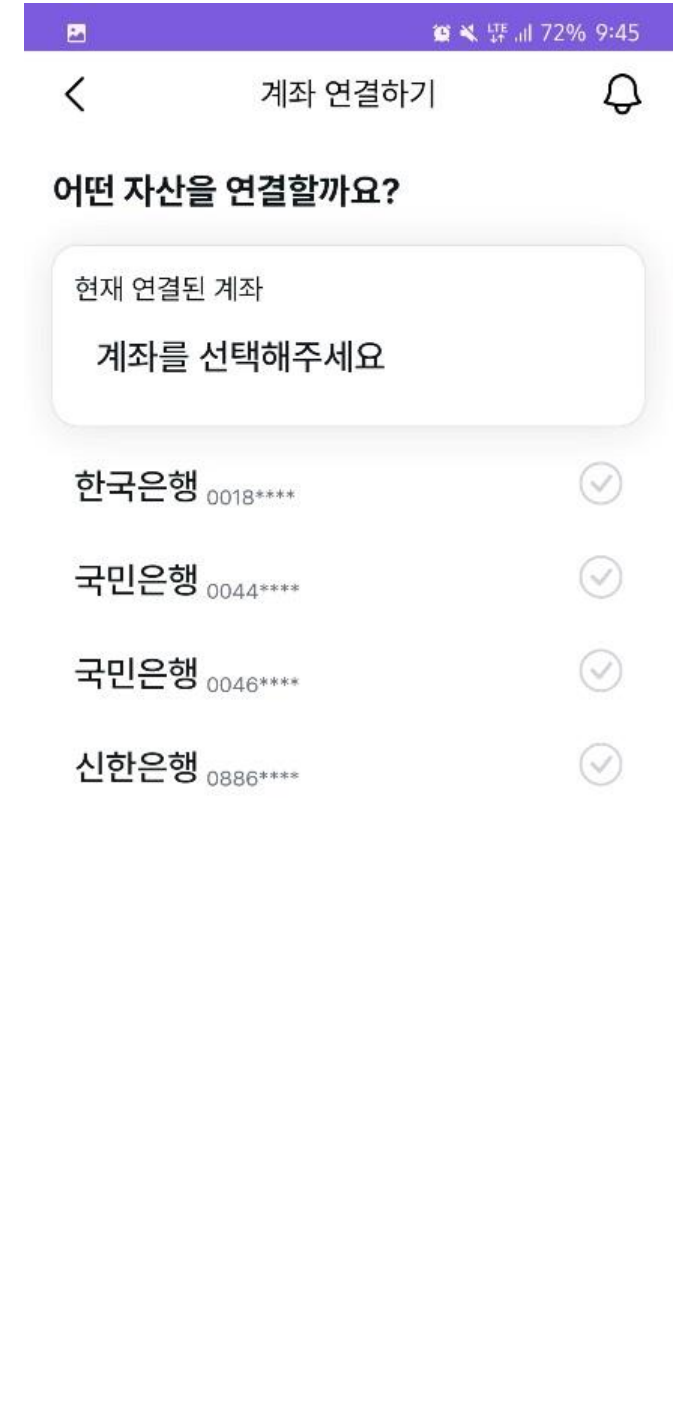 LTE 72% 9:45
계좌 연결하기
어떤 자산을 연결할까요?
현재 연결된 계좌
계좌를 선택해주세요
한국은행 0018****
국민은행 0044****
국민은행 0046****
신한은행 0886****